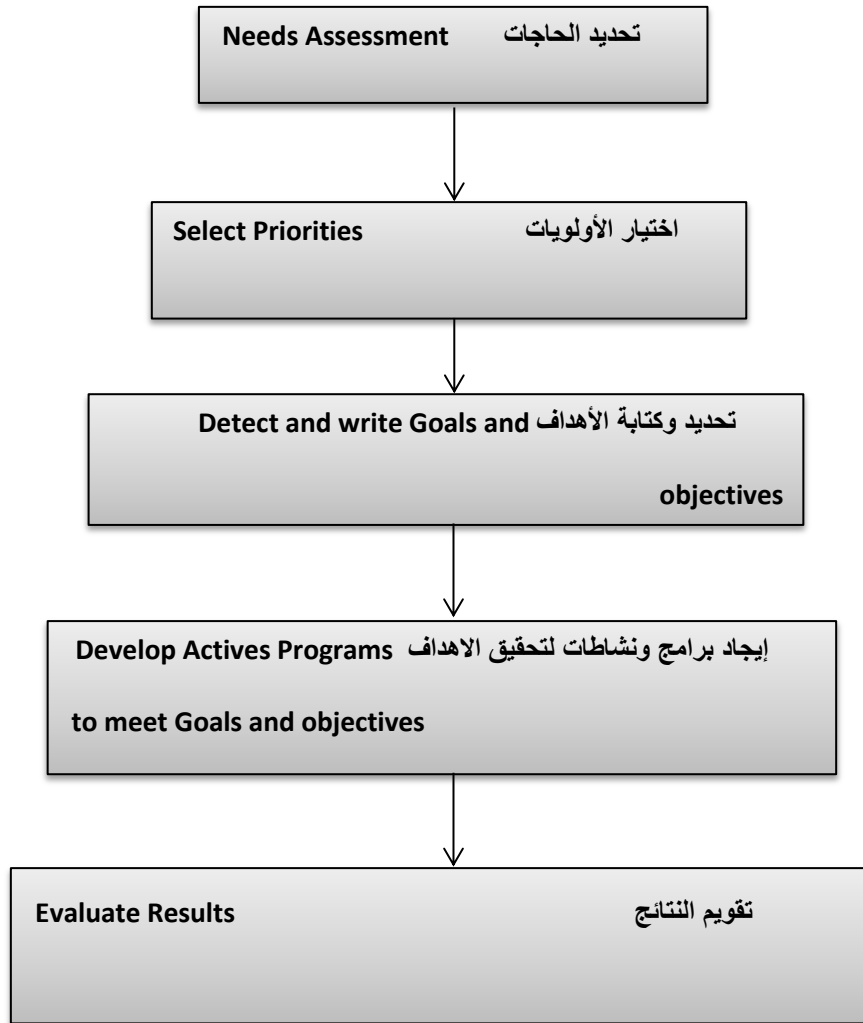 Needs Assessment تحديد الحاجات
Select Priorities اختيار الأولويات
Detect and write Goals and تحديد وكتابة الأهداف
objectives
Develop Actives Programs إيجاد برامج ونشاطات لتحقيق الاهداف
to meet Goals and objectives
Evaluate Results تقويم النتائج